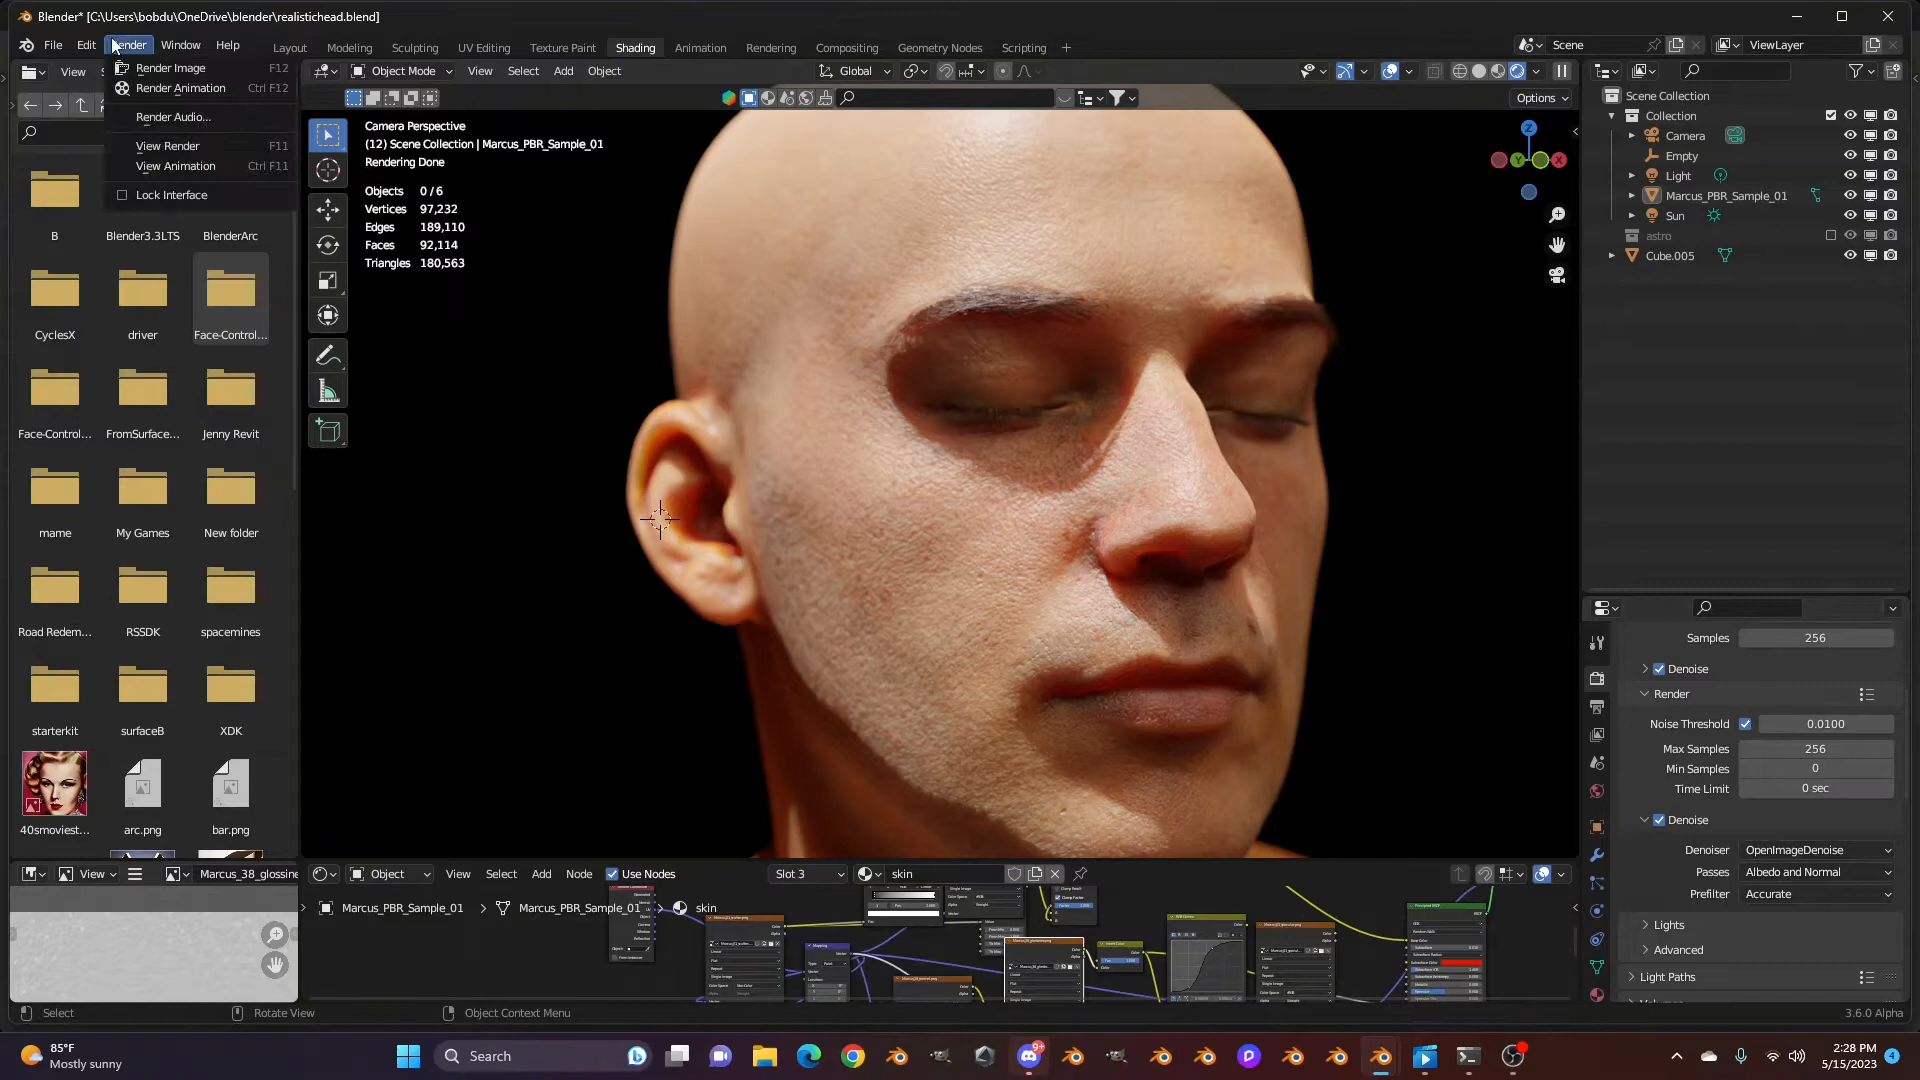 Blender* [C:\Users\bobdu\OneDrive\blender\realistichead.blend]
File Edit Render Window Help
Layout Modeling Sculpting UV Editing Texture Paint Shading Animation Rendering Compositing Geometry Nodes Scripting +
Scene
ViewLayer
Render Image F12
Render Animation Ctrl F12
Render Audio...
View Render F11
View Animation Ctrl F11
Lock Interface
View
Object Mode View Select Add Object
Global
Options
Camera Perspective
(12) Scene Collection | Marcus_PBR_Sample_01
Rendering Done
Objects 0/6
Vertices 97,232
Edges 189,110
Faces 92,114
Triangles 180,563
Z
Y
X
Scene Collection
Collection
Camera
Empty
Light
Marcus_PBR_Sample_01
Sun
astro
Cube.005
B Blender3.3LTS BlenderArc
CyclesX driver Face-Control...
Face-Control... FromSurface... Jenny Revit
mame My Games New folder
Road Redem... RSSDK spacemines
starterkit surfaceB XDK
40smoviest... arc.png bar.png
Samples 256
Denoise
Render
Noise Threshold 0.0100
Max Samples 256
Min Samples 0
Time Limit 0 sec
Denoise
Denoiser OpenImageDenoise
Passes Albedo and Normal
Prefilter Accurate
Lights
Advanced
Light Paths
View Marcus_38_glossine
Object View Select Add Node Use Nodes Slot 3 skin
Marcus_PBR_Sample_01 Marcus_PBR_Sample_01 skin
Select Rotate View Object Context Menu
3.6.0 Alpha
85°F
Mostly sunny
Search
9+
2:28 PM
5/15/2023
4